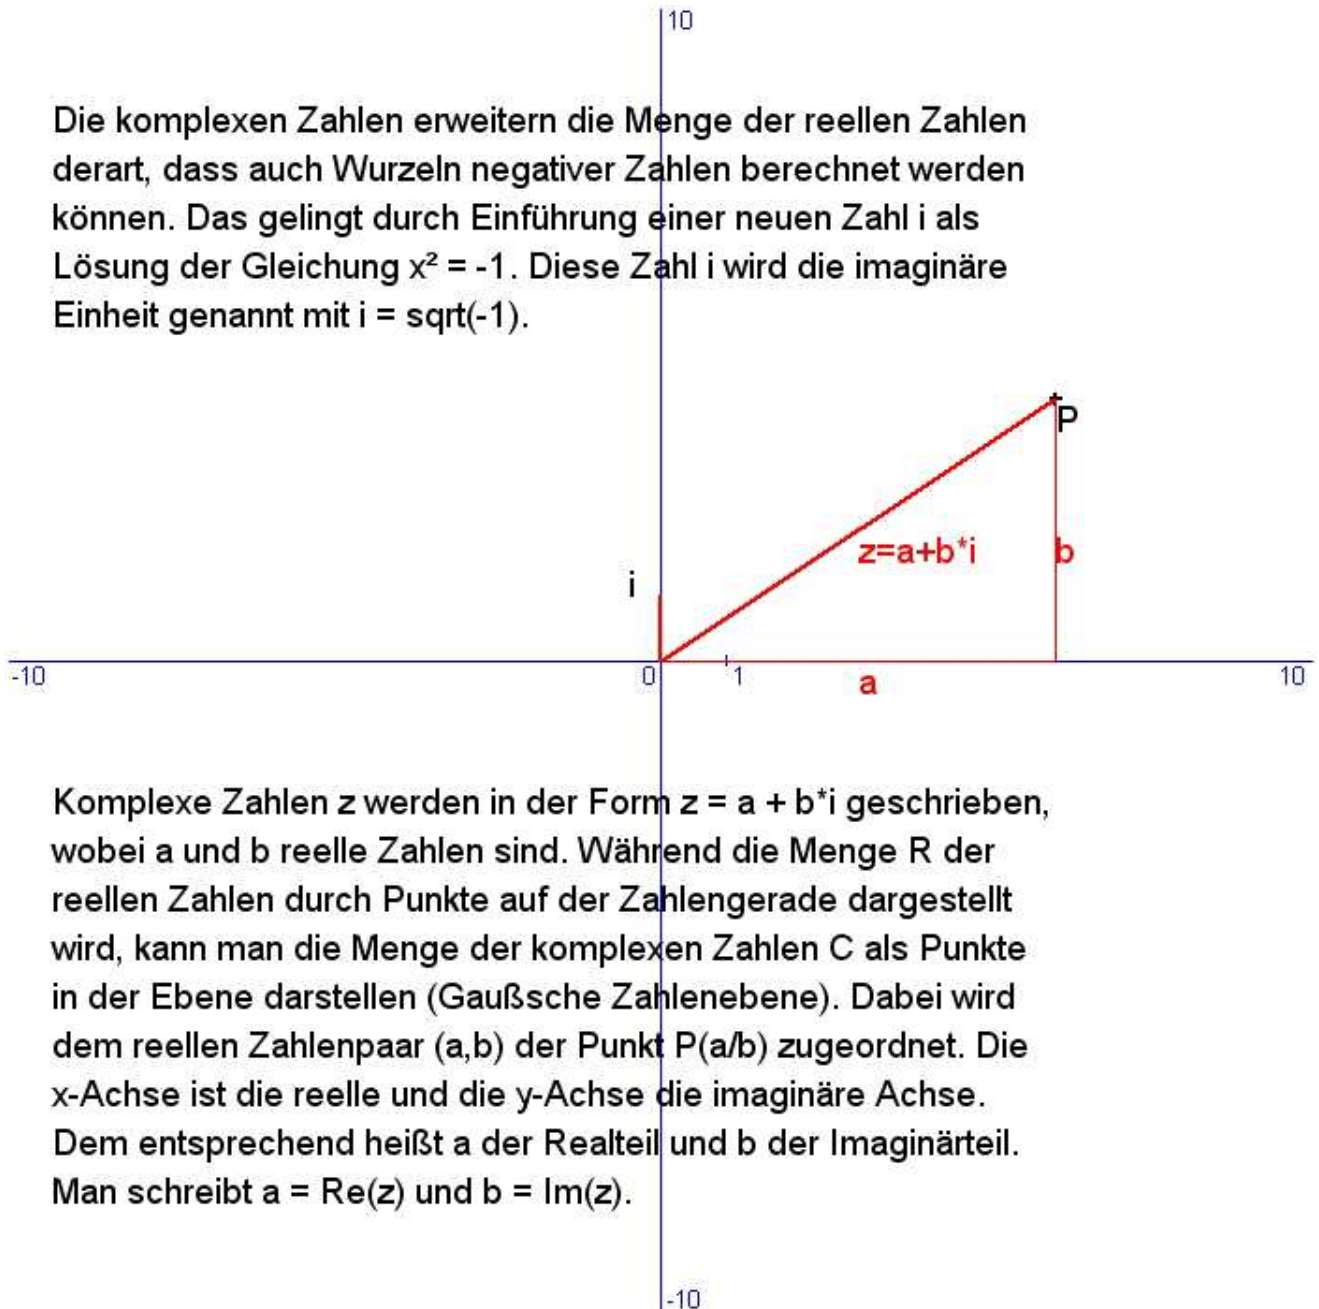 10
Die komplexen Zahlen erweitern die Menge der reellen Zahlen
derart, dass auch Wurzeln negativer Zahlen berechnet werden
können. Das gelingt durch Einführung einer neuen Zahl i als
Lösung der Gleichung x² = -1. Diese Zahl i wird die imaginäre
Einheit genannt mit i = sqrt(-1).
P
z=a+b*i
b
i
-10
0
1
a
10
Komplexe Zahlen z werden in der Form z = a + b*i geschrieben,
wobei a und b reelle Zahlen sind. Während die Menge R der
reellen Zahlen durch Punkte auf der Zahlengerade dargestellt
wird, kann man die Menge der komplexen Zahlen C als Punkte
in der Ebene darstellen (Gaußsche Zahlenebene). Dabei wird
dem reellen Zahlenpaar (a,b) der Punkt P(a/b) zugeordnet. Die
x-Achse ist die reelle und die y-Achse die imaginäre Achse.
Dem entsprechend heißt a der Realteil und b der Imaginärteil.
Man schreibt a = Re(z) und b = Im(z).
-10